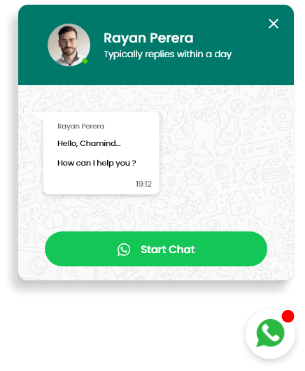 Rayan Perera
Typically replies within a day
Rayan Perera
Hello, Chamind...
How can I help you ?
19:12
Start Chat